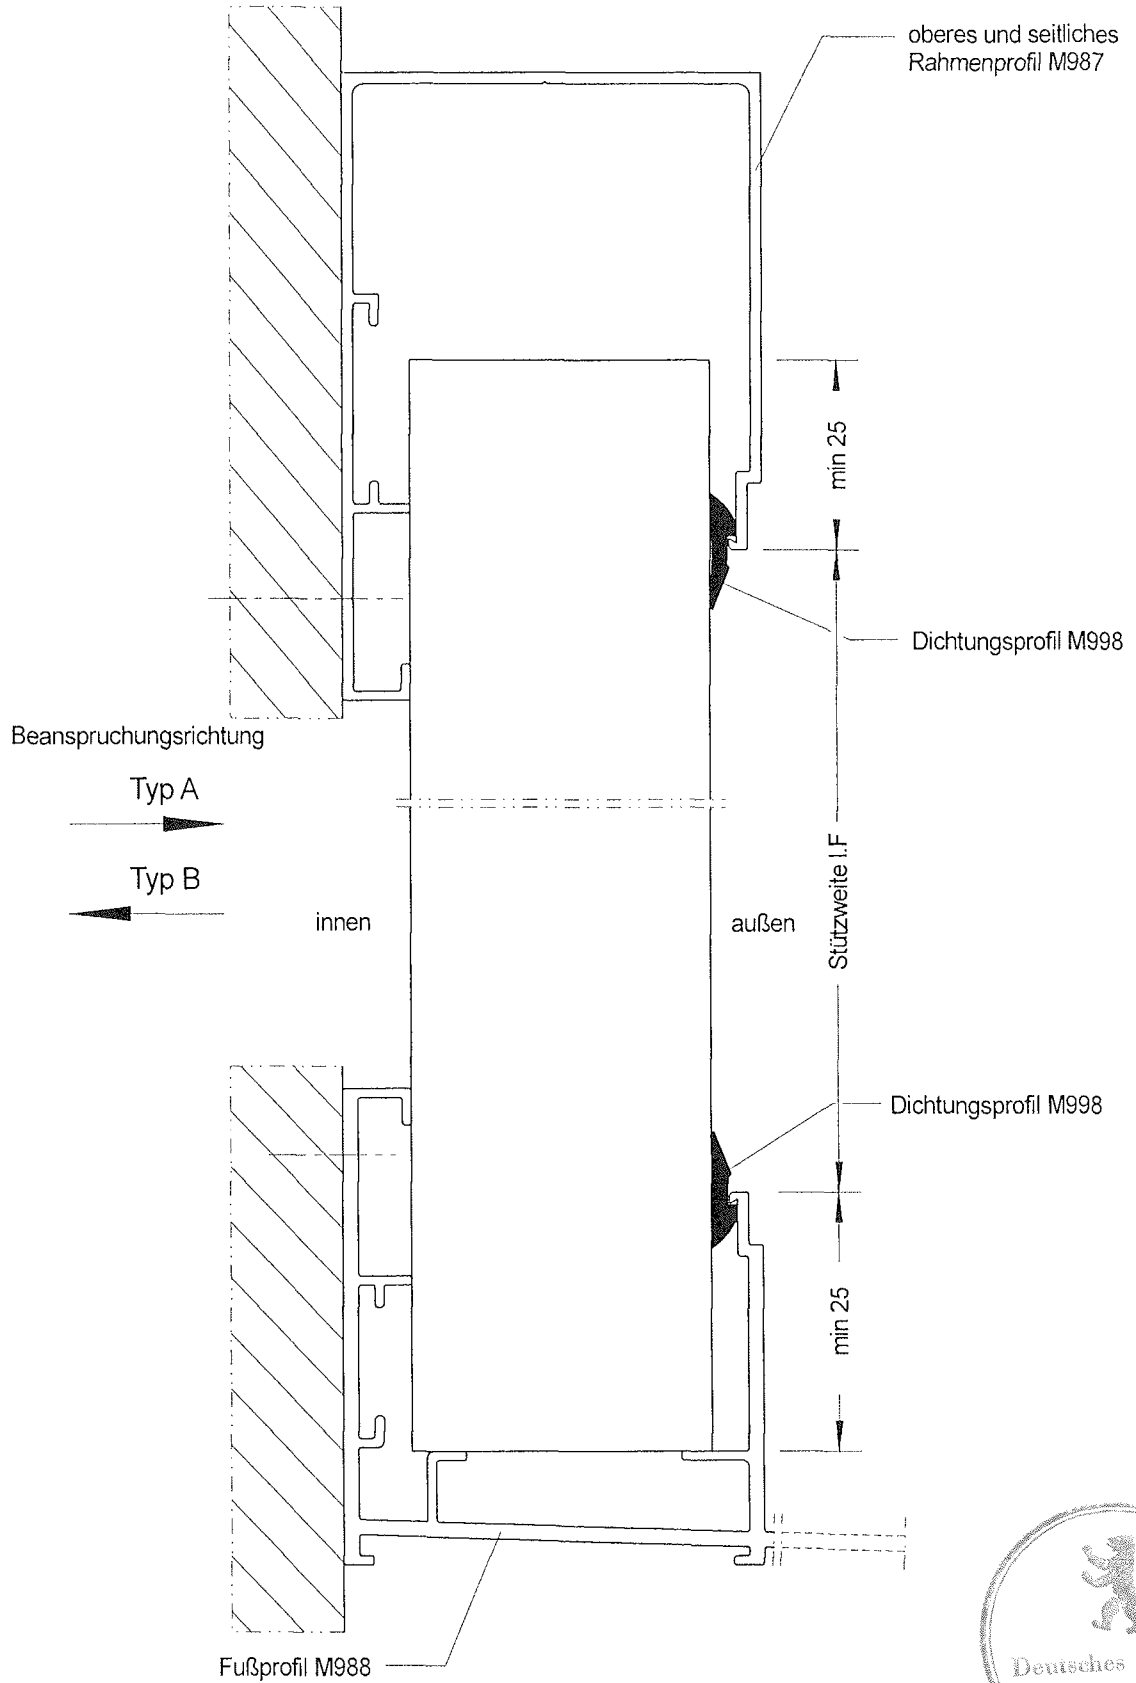 oberes und seitliches
Rahmenprofil M987
min 25
Dichtungsprofil M998
Beanspruchungsrichtung
Typ A
Typ B
innen
außen
Stützweite l.F
Dichtungsprofil M998
min 25
Fußprofil M988
Deutsches